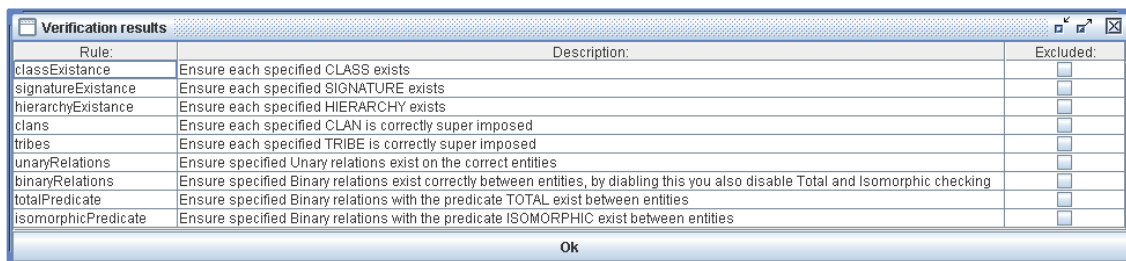 Verification results
Rule: Description: Excluded:
classExistance Ensure each specified CLASS exists
signatureExistance Ensure each specified SIGNATURE exists
hierarchyExistance Ensure each specified HIERARCHY exists
clans Ensure each specified CLAN is correctly super imposed
tribes Ensure each specified TRIBE is correctly super imposed
unaryRelations Ensure specified Unary relations exist on the correct entities
binaryRelations Ensure specified Binary relations exist correctly between entities, by diabling this you also disable Total and Isomorphic checking
totalPredicate Ensure specified Binary relations with the predicate TOTAL exist between entities
isomorphicPredicate Ensure specified Binary relations with the predicate ISOMORPHIC exist between entities
Ok